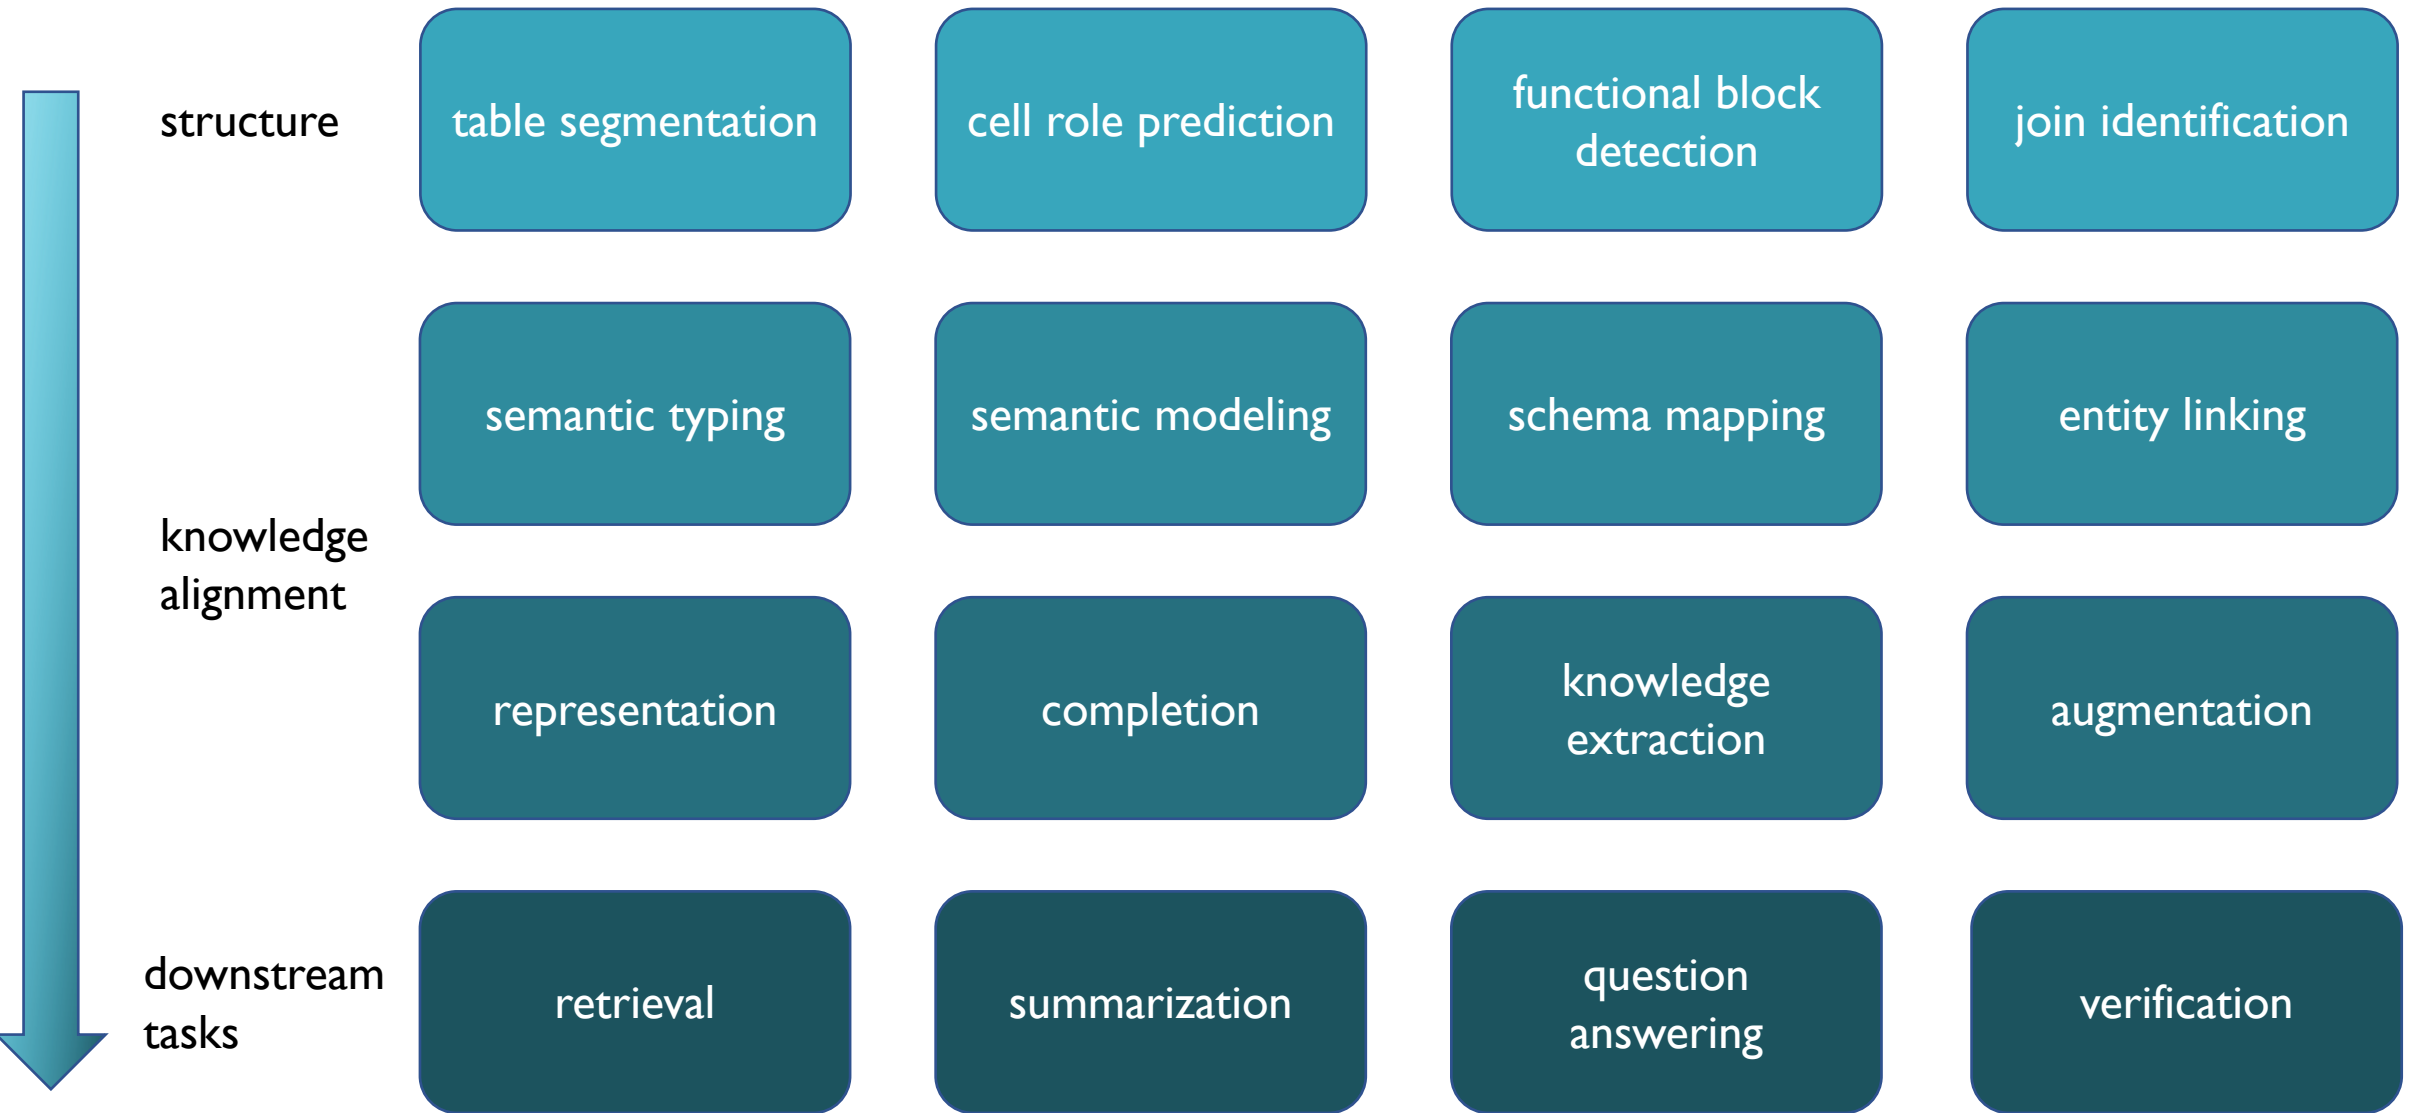 structure
table segmentation
cell role prediction
functional block
detection
join identification
semantic typing
semantic modeling
schema mapping
entity linking
knowledge
alignment
representation
completion
knowledge
extraction
augmentation
downstream
tasks
retrieval
summarization
question
answering
verification